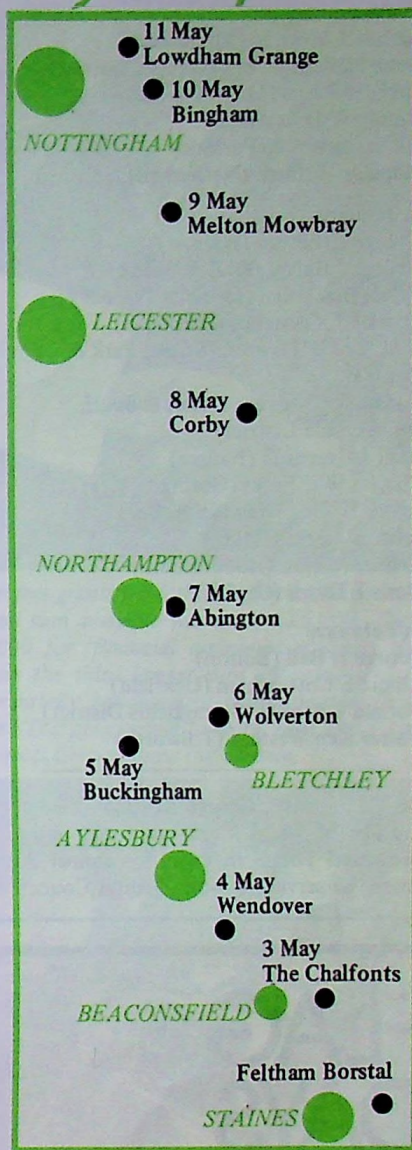 11 May
Lowdham Grange
10 May
Bingham
NOTTINGHAM
9 May
Melton Mowbray
LEICESTER
8 May
Corby
NORTHAMPTON
7 May
Abington
6 May
Wolverton
5 May
Buckingham
BLETCHLEY
AYLESBURY
4 May
Wendover
3 May
The Chalfonts
BEACONSFIELD
Feltham Borstal
STAINES